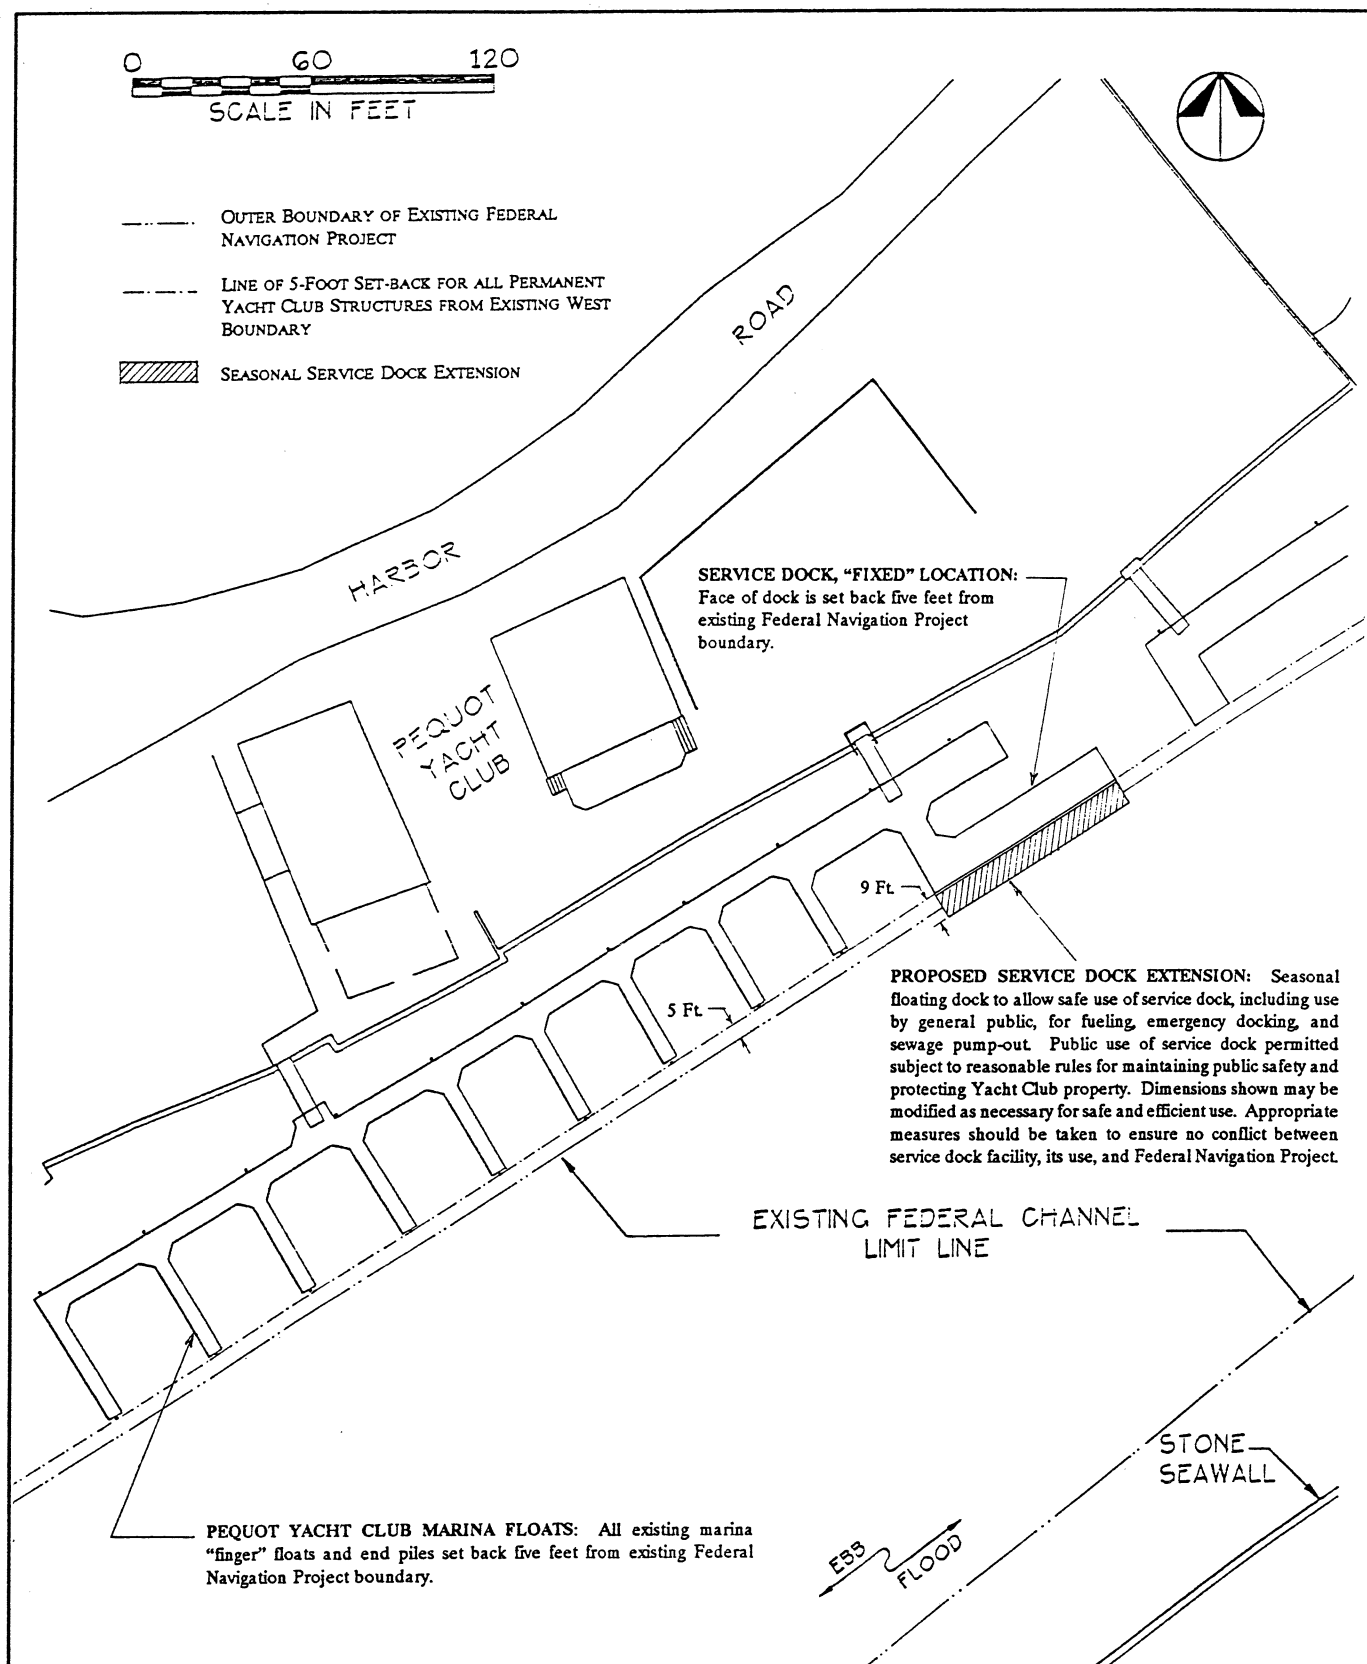 0 60 120
SCALE IN FEET
OUTER BOUNDARY OF EXISTING FEDERAL
NAVIGATION PROJECT
LINE OF 5-FOOT SET-BACK FOR ALL PERMANENT
YACHT CLUB STRUCTURES FROM EXISTING WEST
BOUNDARY
SEASONAL SERVICE DOCK EXTENSION
HARBOR ROAD
SERVICE DOCK, “FIXED” LOCATION:
Face of dock is set back five feet from
existing Federal Navigation Project
boundary.
PEQUOT
YACHT
CLUB
9 Ft.
5 Ft.
PROPOSED SERVICE DOCK EXTENSION: Seasonal
floating dock to allow safe use of service dock, including use
by general public, for fueling, emergency docking, and
sewage pump-out. Public use of service dock permitted
subject to reasonable rules for maintaining public safety and
protecting Yacht Club property. Dimensions shown may be
modified as necessary for safe and efficient use. Appropriate
measures should be taken to ensure no conflict between
service dock facility, its use, and Federal Navigation Project.
EXISTING FEDERAL CHANNEL
LIMIT LINE
STONE
SEAWALL
PEQUOT YACHT CLUB MARINA FLOATS: All existing marina
“finger” floats and end piles set back five feet from existing Federal
Navigation Project boundary.
EBB
FLOOD